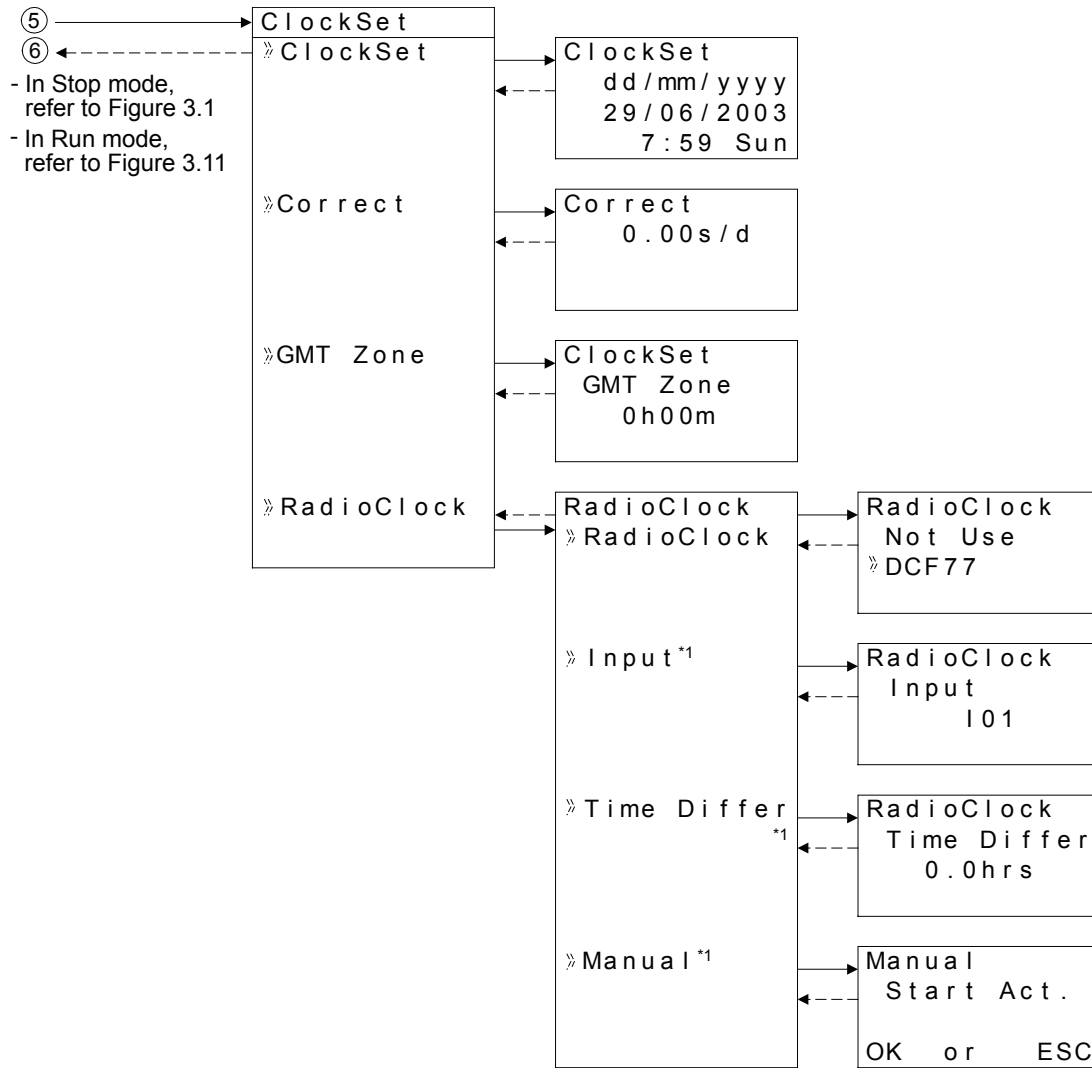 ⑤
⑥
- In Stop mode,
refer to Figure 3.1
- In Run mode,
refer to Figure 3.11
ClockSet
»ClockSet
ClockSet
dd/mm/yyyy
29/06/2003
7:59 Sun
»Correct
Correct
0.00s/d
»GMT Zone
ClockSet
GMT Zone
0h00m
»RadioClock
RadioClock
»RadioClock
RadioClock
Not Use
»DCF77
»Input*1
RadioClock
Input
I01
»Time Differ
*1
RadioClock
Time Differ
0.0hrs
»Manual*1
Manual
Start Act.
OK or ESC